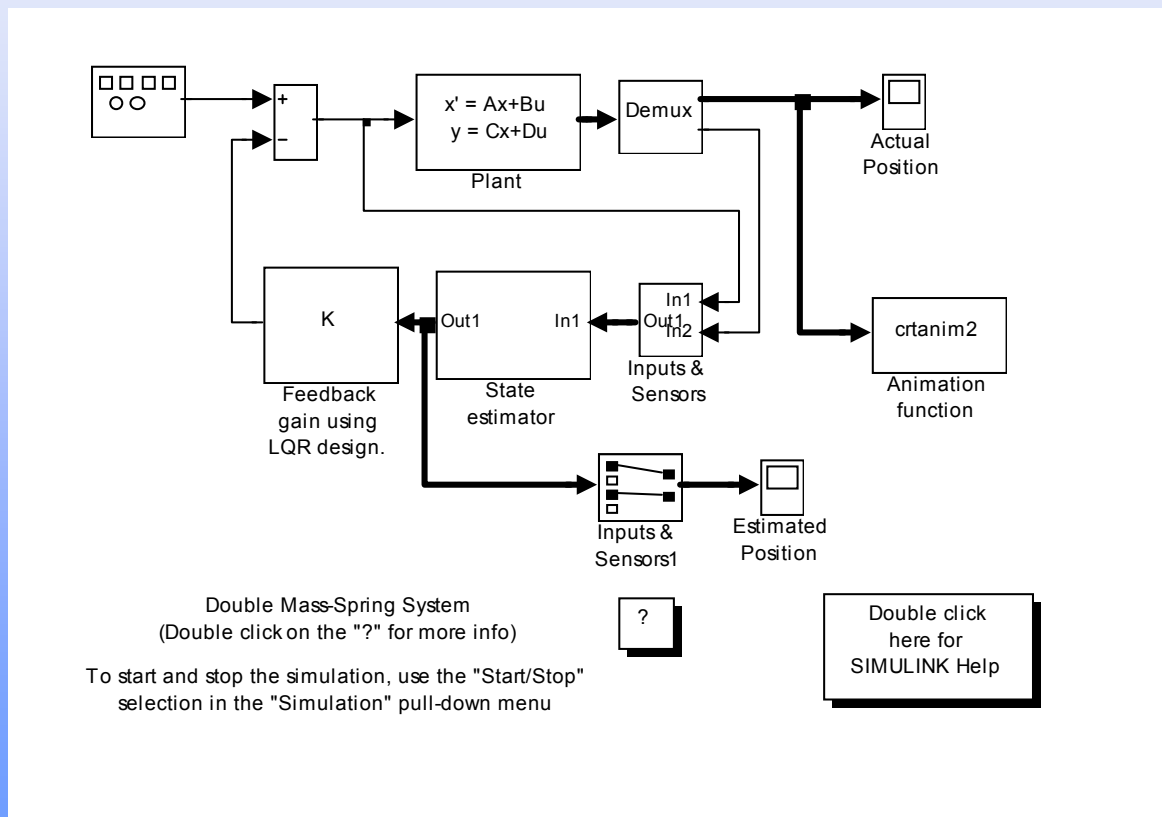 +
−
x' = Ax+Bu
y = Cx+Du
Plant
Demux
Actual
Position
K
Feedback
gain using
LQR design.
Out1
In1
State
estimator
In1
Out1
In2
Inputs &
Sensors
crtanim2
Animation
function
Inputs &
Sensors1
Estimated
Position
Double Mass-Spring System
(Double click on the "?" for more info)
To start and stop the simulation, use the "Start/Stop"
selection in the "Simulation" pull-down menu
?
Double click
here for
SIMULINK Help